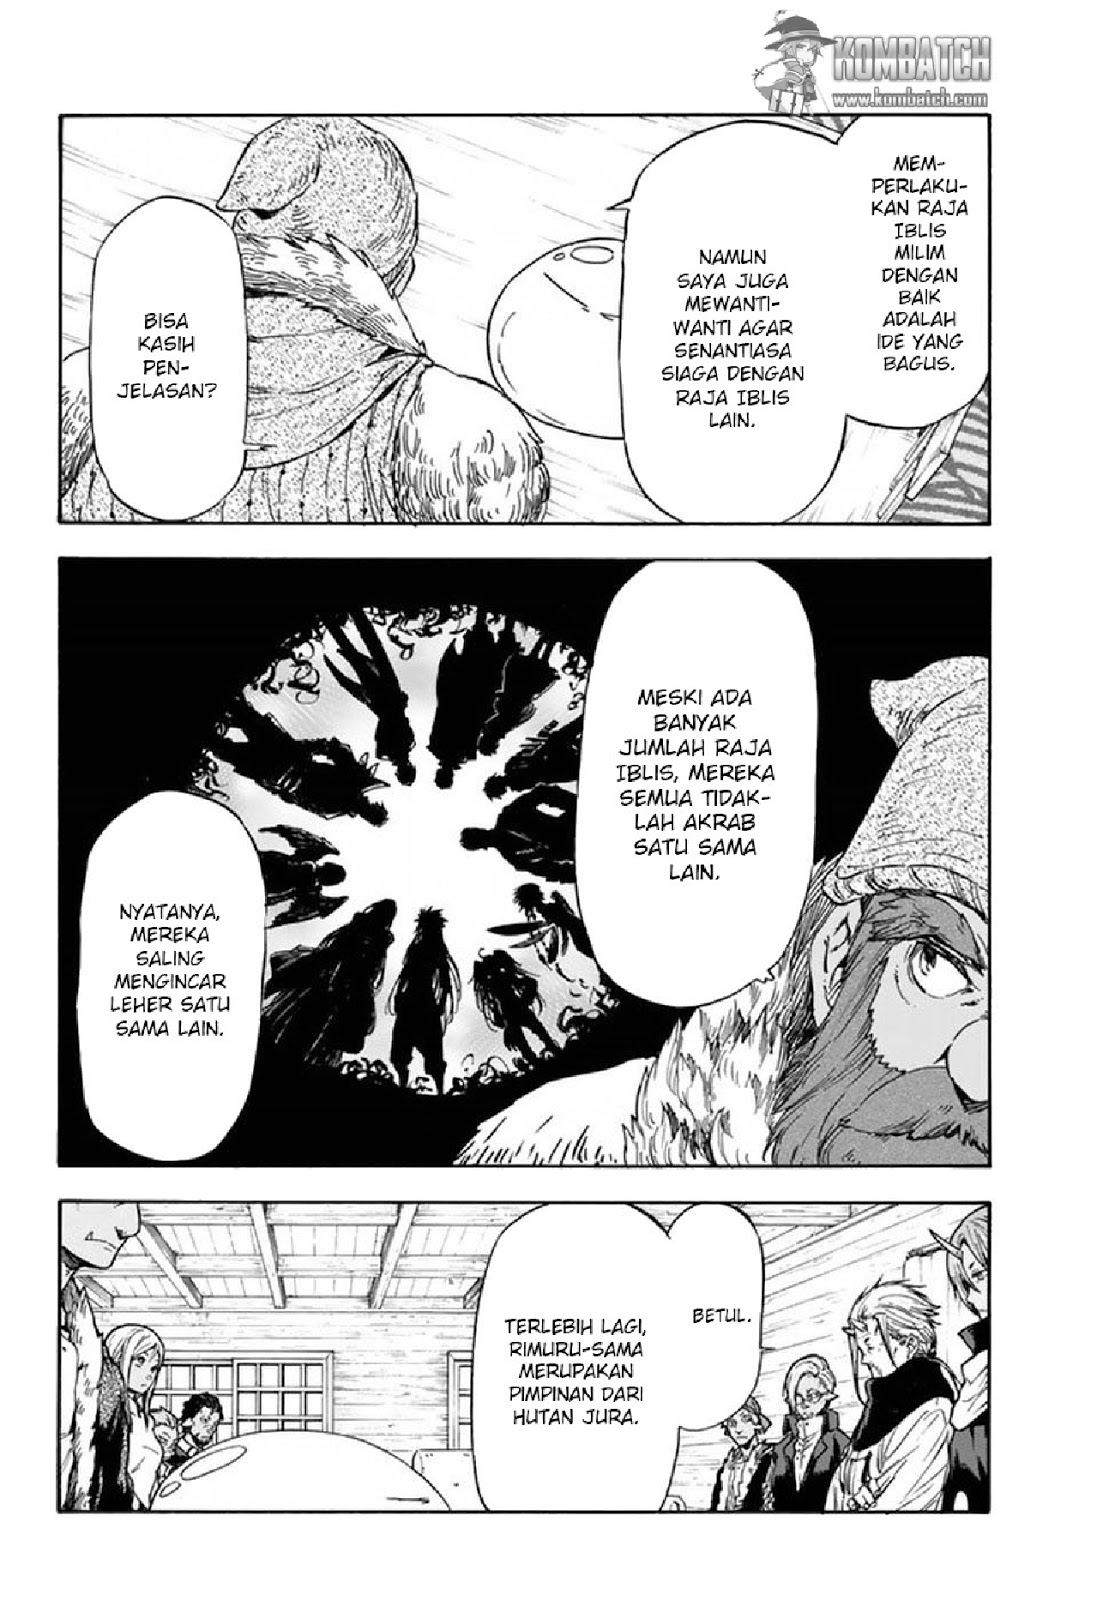 KOMBATCH
www.kombatch.com
MEM-
PERLAKU-
KAN RAJA
IBLIS
MILIM
DENGAN
BAIK
ADALAH
IDE YANG
BAGUS.
NAMUN
SAYA JUGA
MEWANTI-
WANTI AGAR
SENANTIASA
SIAGA DENGAN
RAJA IBLIS
LAIN.
BISA
KASIH
PEN-
JELASAN?
MESKI ADA
BANYAK
JUMLAH RAJA
IBLIS, MEREKA
SEMUA TIDAK-
LAH AKRAB
SATU SAMA
LAIN.
NYATANYA,
MEREKA
SALING
MENGINCAR
LEHER SATU
SAMA LAIN.
BETUL.
TERLEBIH LAGI,
RIMURU-SAMA
MERUPAKAN
PIMPINAN DARI
HUTAN JURA.